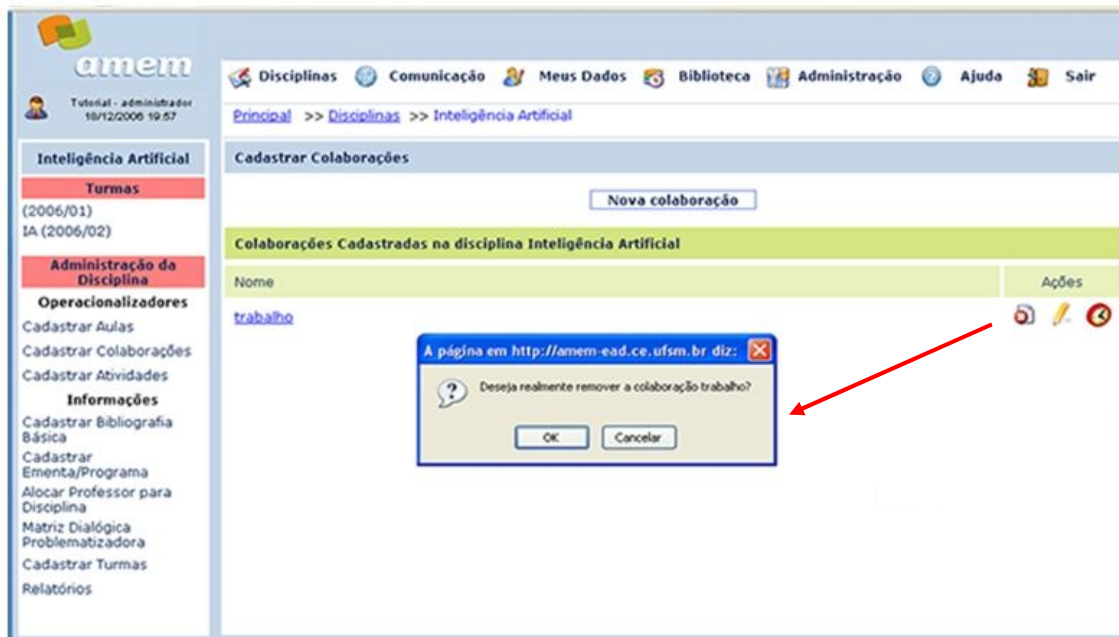 amem
Disciplinas Comunicação Meus Dados Biblioteca Administração Ajuda Sair
Tutorial - administrador
18/12/2006 19:57
Principal >> Disciplinas >> Inteligência Artificial
Inteligência Artificial
Turmas
(2006/01)
IA (2006/02)
Administração da
Disciplina
Operacionalizadores
Cadastrar Aulas
Cadastrar Colaborações
Cadastrar Atividades
Informações
Cadastrar Bibliografia
Básica
Cadastrar
Ementa/Programa
Alocar Professor para
Disciplina
Matriz Dialógica
Problematizadora
Cadastrar Turmas
Relatórios
Cadastrar Colaborações
Nova colaboração
Colaborações Cadastradas na disciplina Inteligência Artificial
Nome Ações
trabalho
A página em http://amem-ead.ce.ufsm.br diz:
Deseja realmente remover a colaboração trabalho?
OK Cancelar